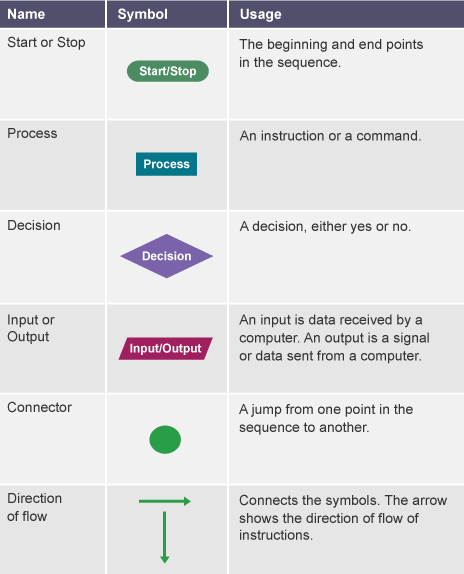 Name Symbol Usage
Start or Stop
Start/Stop
The beginning and end points
in the sequence.
Process
Process
An instruction or a command.
Decision
Decision
A decision, either yes or no.
Input or
Output
Input/Output
An input is data received by a
computer. An output is a signal
or data sent from a computer.
Connector
A jump from one point in the
sequence to another.
Direction
of flow
Connects the symbols. The arrow
shows the direction of flow of
instructions.